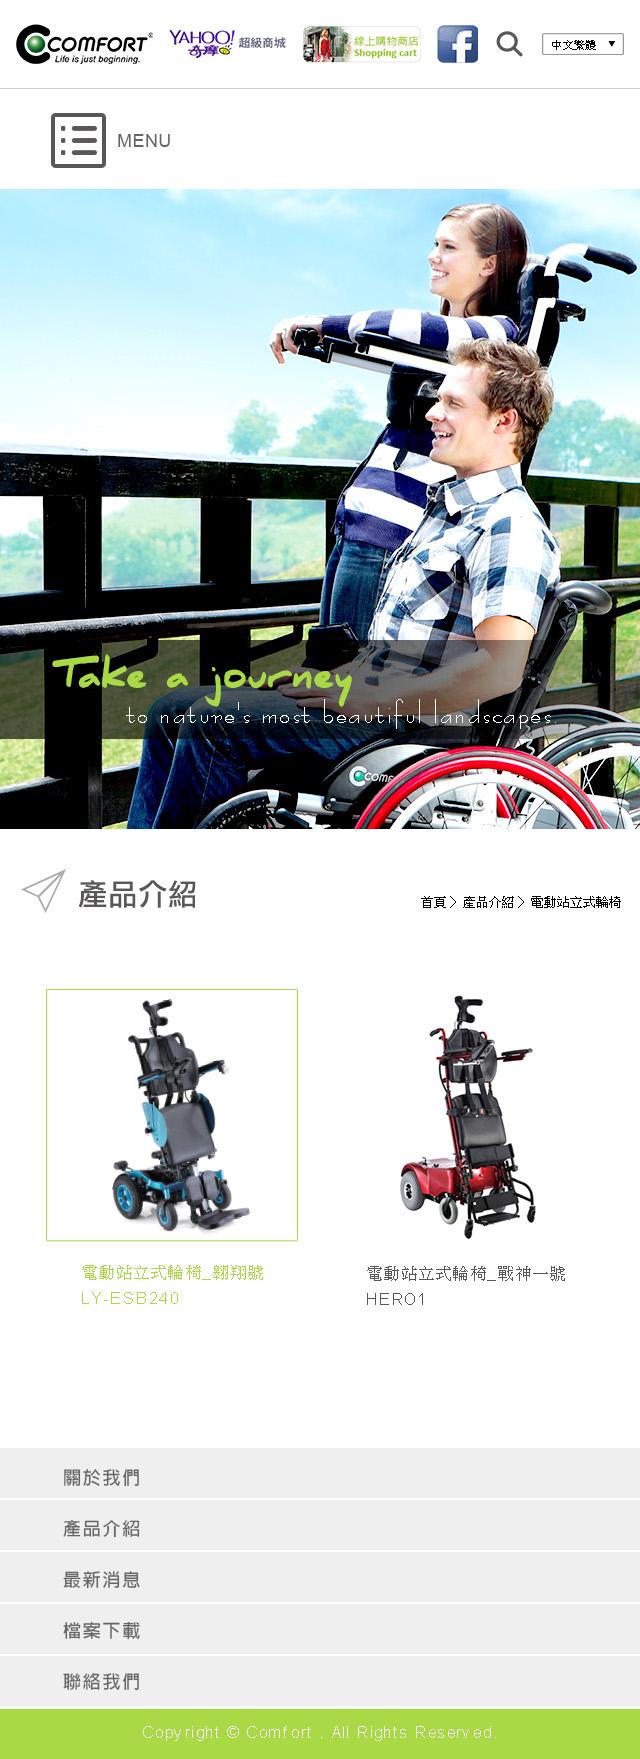 COMFORT®
Life is just beginning.
YAHOO!
奇摩
超級商城
線上購物商店
Shopping cart
中文繁體
MENU
Take a journey
to nature's most beautiful landscapes.
COMF
產品介紹
首頁〉產品介紹〉電動站立式輪椅
電動站立式輪椅_翱翔號
LY-ESB240
電動站立式輪椅_戰神一號
HERO1
關於我們
產品介紹
最新消息
檔案下載
聯絡我們
Copyright © Comfort . All Rights Reserved.